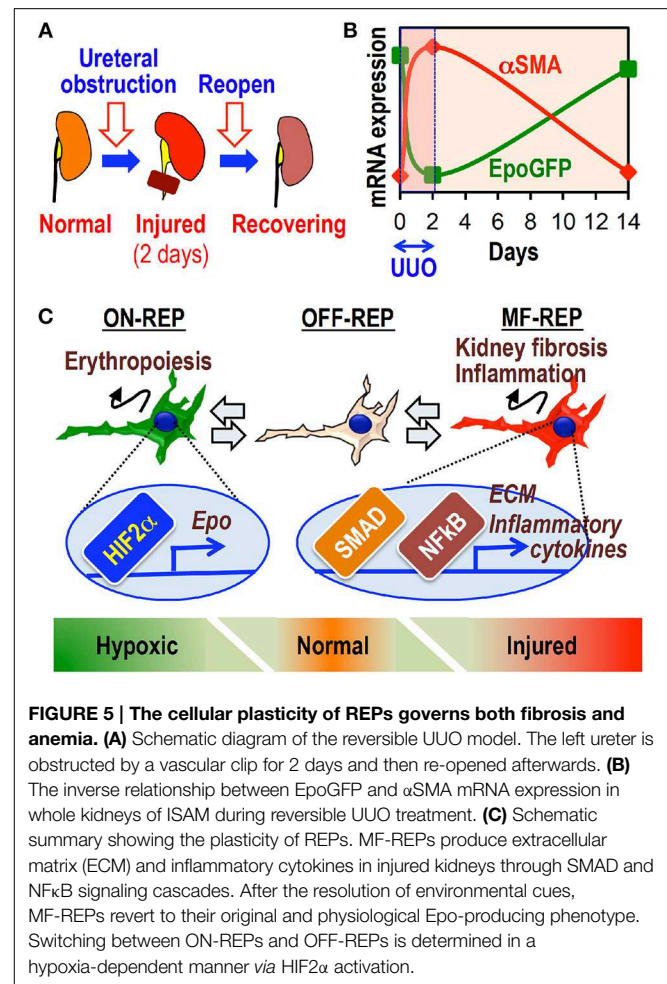 A
Ureteral
obstruction
Reopen
Normal
Injured
(2 days)
Recovering
B
mRNA expression
αSMA
EpoGFP
0 2 4 6 8 10 12 14
Days
UUO
C
ON-REP
OFF-REP
MF-REP
Erythropoiesis
Kidney fibrosis
Inflammation
HIF2α
Epo
SMAD
NFkB
ECM
Inflammatory
cytokines
Hypoxic
Normal
Injured
FIGURE 5 | The cellular plasticity of REPs governs both fibrosis and
anemia. (A) Schematic diagram of the reversible UUO model. The left ureter is
obstructed by a vascular clip for 2 days and then re-opened afterwards. (B)
The inverse relationship between EpoGFP and αSMA mRNA expression in
whole kidneys of ISAM during reversible UUO treatment. (C) Schematic
summary showing the plasticity of REPs. MF-REPs produce extracellular
matrix (ECM) and inflammatory cytokines in injured kidneys through SMAD and
NFκB signaling cascades. After the resolution of environmental cues,
MF-REPs revert to their original and physiological Epo-producing phenotype.
Switching between ON-REPs and OFF-REPs is determined in a
hypoxia-dependent manner via HIF2α activation.